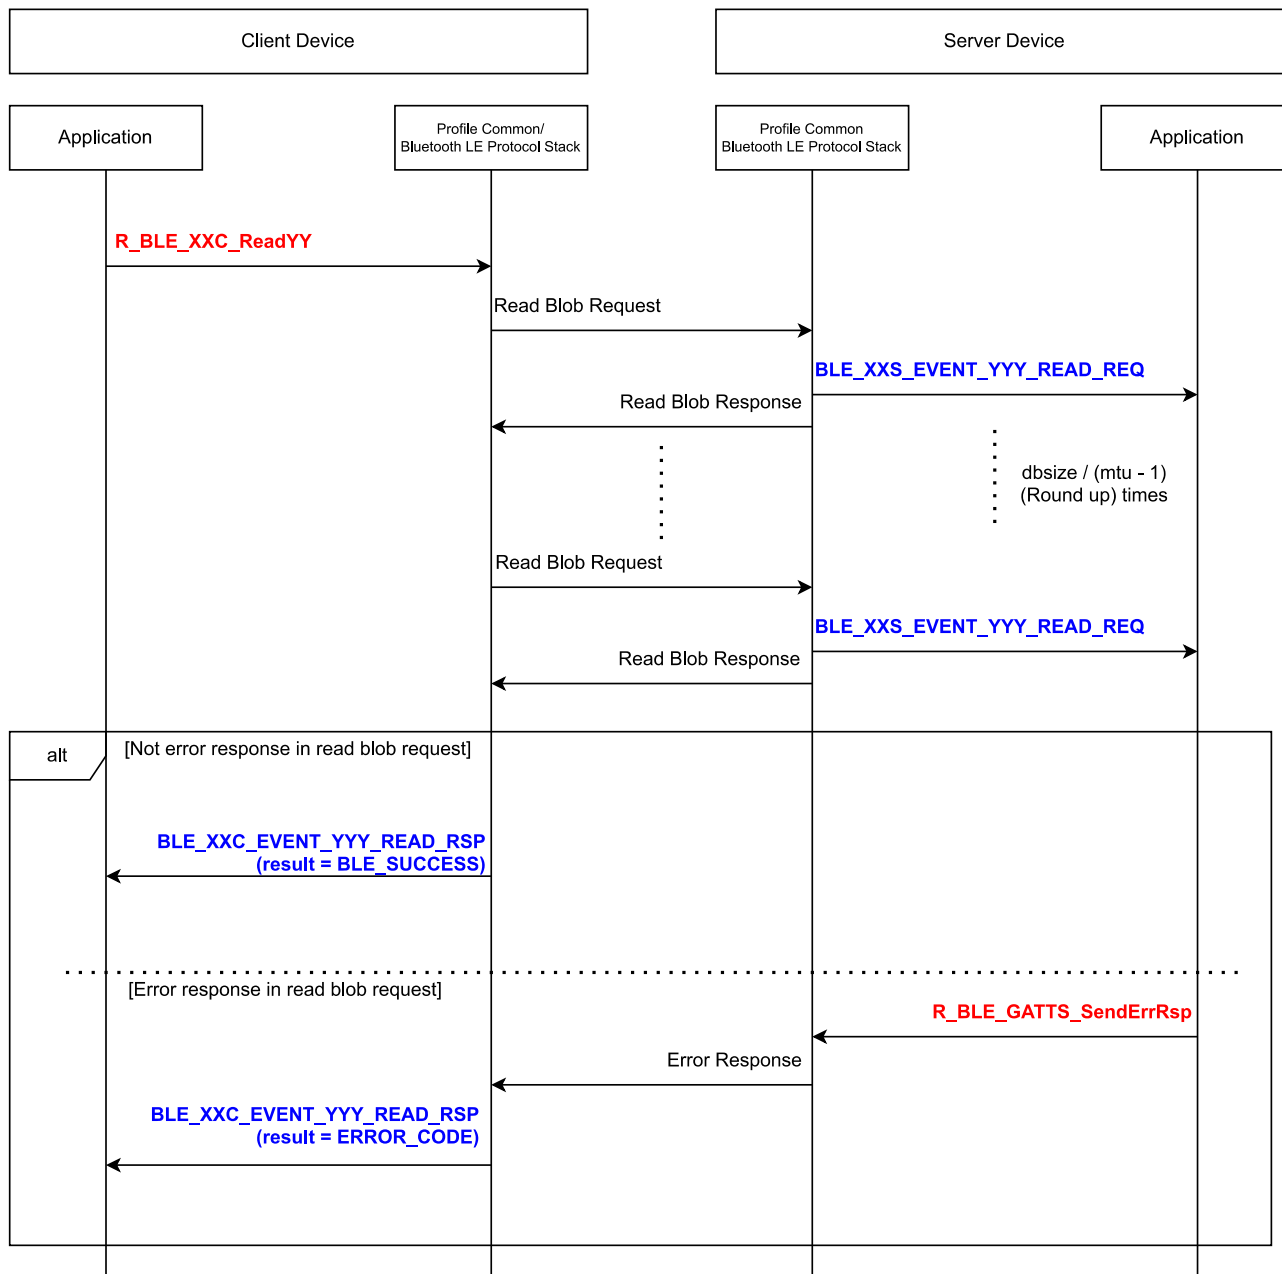 Client Device
Server Device
Application
Profile Common/
Bluetooth LE Protocol Stack
Profile Common
Bluetooth LE Protocol Stack
Application
R_BLE_XXC_ReadYY
Read Blob Request
BLE_XXS_EVENT_YYY_READ_REQ
Read Blob Response
dbsize / (mtu - 1)
(Round up) times
Read Blob Request
BLE_XXS_EVENT_YYY_READ_REQ
Read Blob Response
alt
[Not error response in read blob request]
BLE_XXC_EVENT_YYY_READ_RSP
(result = BLE_SUCCESS)
[Error response in read blob request]
R_BLE_GATTS_SendErrRsp
Error Response
BLE_XXC_EVENT_YYY_READ_RSP
(result = ERROR_CODE)